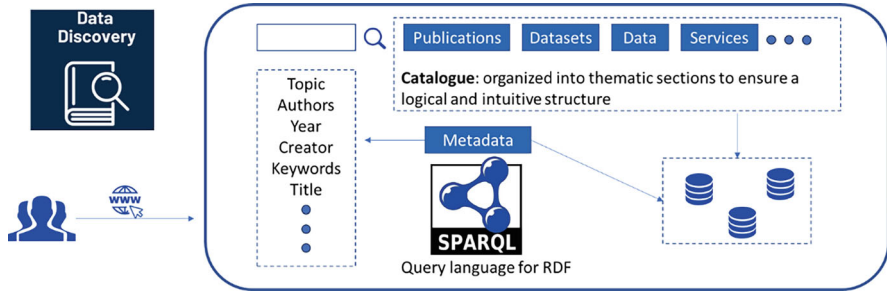 Data
Discovery
Publications
Datasets
Data
Services
Catalogue: organized into thematic sections to ensure a
logical and intuitive structure
Topic
Authors
Year
Creator
Keywords
Title
Metadata
www
SPARQL
Query language for RDF